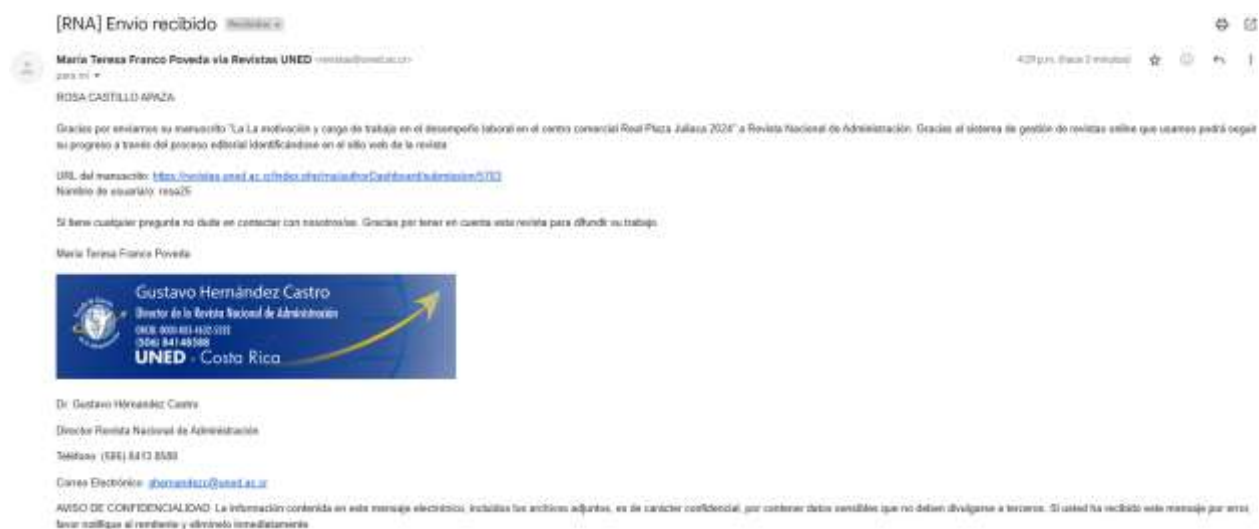 [RNA] Envío recibido
María Teresa Franco Poveda vía Revistas UNED
para mí
ROSA CASTILLO APAZA:
Gracias por enviarnos su manuscrito "La La motivación y carga de trabajo en el desempeño laboral en el centro comercial Real Plaza Juliaca 2024" a Revista Nacional de Administración. Gracias al sistema de gestión de revistas online que usamos podrá seguir
su progreso a través del proceso editorial identificándose en el sitio web de la revista
URL del manuscrito:
Nombre de usuario/a: rosa25
Si tiene cualquier pregunta no dude en contactar con nosotros/as. Gracias por tener en cuenta esta revista para difundir su trabajo.
María Teresa Franco Poveda
Gustavo Hernández Castro
Director de la Revista Nacional de Administración
UNED - Costa Rica
Dr. Gustavo Hérnandez Castro
Director Revista Nacional de Administración
Teléfono:
Correo Electrónico:
AVISO DE CONFIDENCIALIDAD: La información contenida en este mensaje electrónico, incluidos los archivos adjuntos, es de carácter confidencial, por contener datos sensibles que no deben divulgarse a terceros. Si usted ha recibido este mensaje por error,
favor notifique al remitente y elimínelo inmediatamente